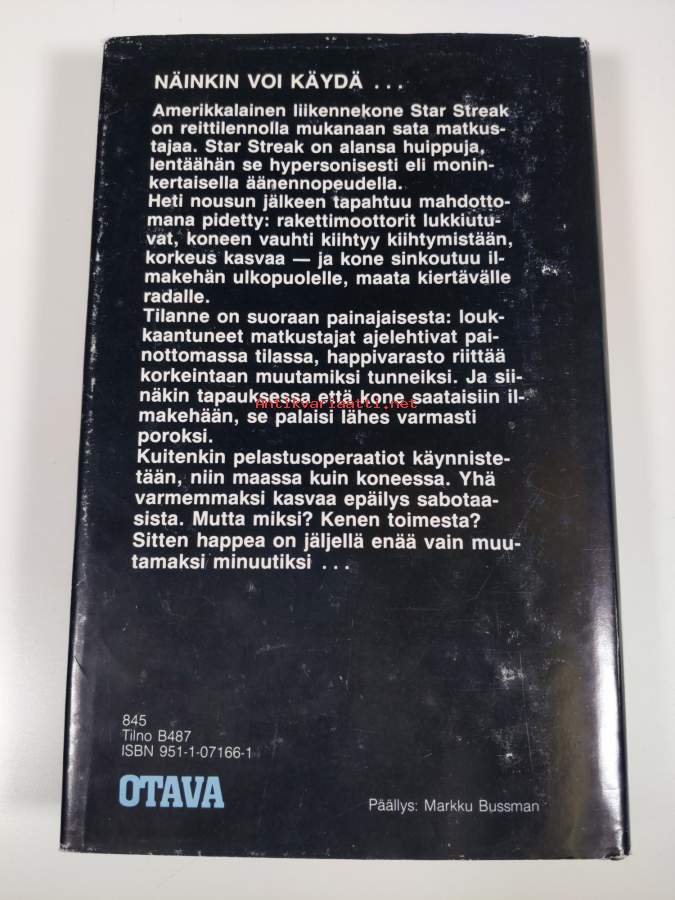 NÄINKIN VOI KÄYDÄ ...
Amerikkalainen liikennekone Star Streak
on reittilennolla mukanaan sata matkus-
tajaa. Star Streak on alansa huippuja,
lentäähän se hypersonisesti eli monin-
kertaisella äänennopeudella.
Heti nousun jälkeen tapahtuu mahdotto-
mana pidetty: rakettimoottorit lukkiutu-
vat, koneen vauhti kiihtyy kiihtymistään,
korkeus kasvaa — ja kone sinkoutuu il-
makehän ulkopuolelle, maata kiertävälle
radalle.
Tilanne on suoraan painajaisesta: louk-
kaantuneet matkustajat ajelehtivat pai-
nottomassa tilassa, happivarasto riittää
korkeintaan muutamiksi tunneiksi. Ja sii-
näkin tapauksessa että kone saataisiin il-
Antikvariaatti.net
makehään, se palaisi lähes varmasti
poroksi.
Kuitenkin pelastusoperaatiot käynniste-
tään, niin maassa kuin koneessa. Yhä
varmemmaksi kasvaa epäilys sabotaa-
sista. Mutta miksi? Kenen toimesta?
Sitten happea on jäljellä enää vain muu-
tamaksi minuutiksi ...
845
Tilno B487
ISBN 951-1-07166-1
OTAVA
Päällys: Markku Bussman